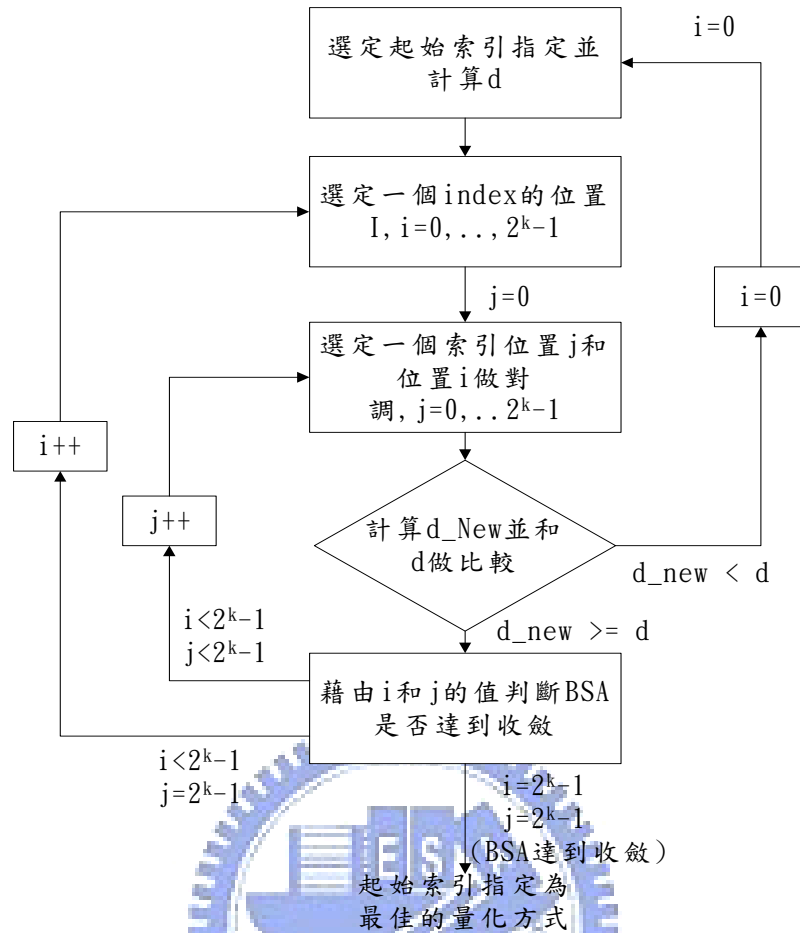 選定起始索引指定並
計算d
i=0
選定一個index的位置
I, i=0,..,2ᵏ-1
j=0
i=0
選定一個索引位置j和
位置i做對
調, j=0,..2ᵏ-1
i++
j++
計算d_New並和
d做比較
d_new < d
i<2ᵏ-1
j<2ᵏ-1
d_new >= d
藉由i和j的值判斷BSA
是否達到收斂
i<2ᵏ-1
j=2ᵏ-1
i=2ᵏ-1
j=2ᵏ-1
(BSA達到收斂)
起始索引指定為
最佳的量化方式